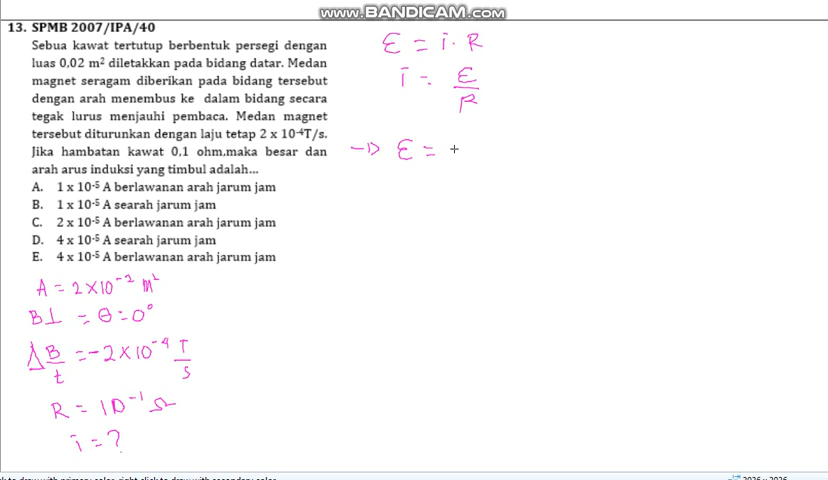 www.BANDICAM.com
13. SPMB 2007/IPA/40
Sebua kawat tertutup berbentuk persegi dengan
luas 0,02 m² diletakkan pada bidang datar. Medan
magnet seragam diberikan pada bidang tersebut
dengan arah menembus ke dalam bidang secara
tegak lurus menjauhi pembaca. Medan magnet
tersebut diturunkan dengan laju tetap 2 x 10⁻⁴T/s.
Jika hambatan kawat 0,1 ohm,maka besar dan
arah arus induksi yang timbul adalah...
A. 1 x 10⁻⁵ A berlawanan arah jarum jam
B. 1 x 10⁻⁵ A searah jarum jam
C. 2 x 10⁻⁵ A berlawanan arah jarum jam
D. 4 x 10⁻⁵ A searah jarum jam
E. 4 x 10⁻⁵ A berlawanan arah jarum jam
A = 2 × 10⁻² m²
B⊥ = θ = 0°
ΔB/t = -2 × 10⁻⁴ T/s
R = 10⁻¹ Ω
i = ?
ε = i . R
i = ε/R
→ ε =